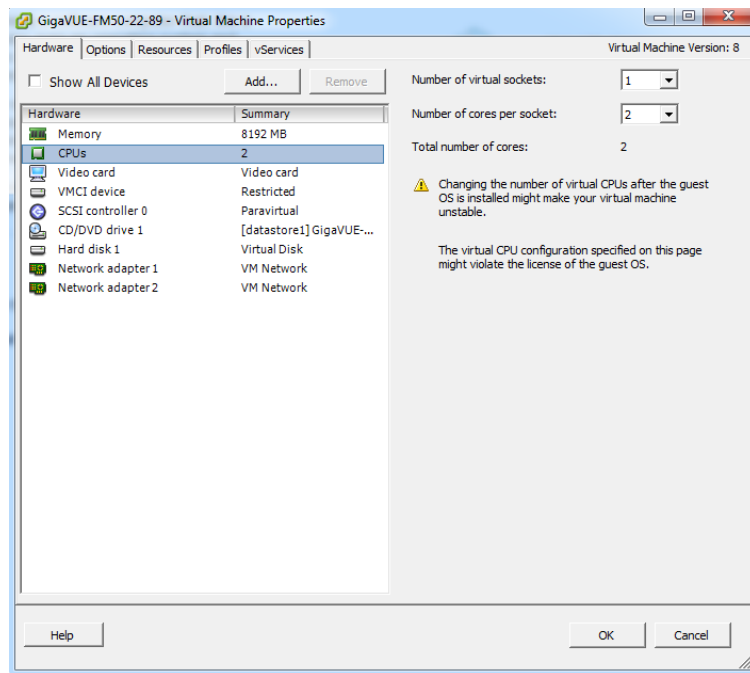 GigaVUE-FM50-22-89 - Virtual Machine Properties
Hardware Options Resources Profiles vServices
Virtual Machine Version: 8
Show All Devices
Add...
Remove
Hardware Summary
Memory 8192 MB
CPUs 2
Video card Video card
VMCI device Restricted
SCSI controller 0 Paravirtual
CD/DVD drive 1 [datastore1] GigaVUE-...
Hard disk 1 Virtual Disk
Network adapter 1 VM Network
Network adapter 2 VM Network
Number of virtual sockets: 1
Number of cores per socket: 2
Total number of cores: 2
Changing the number of virtual CPUs after the guest
OS is installed might make your virtual machine
unstable.
The virtual CPU configuration specified on this page
might violate the license of the guest OS.
Help
OK
Cancel